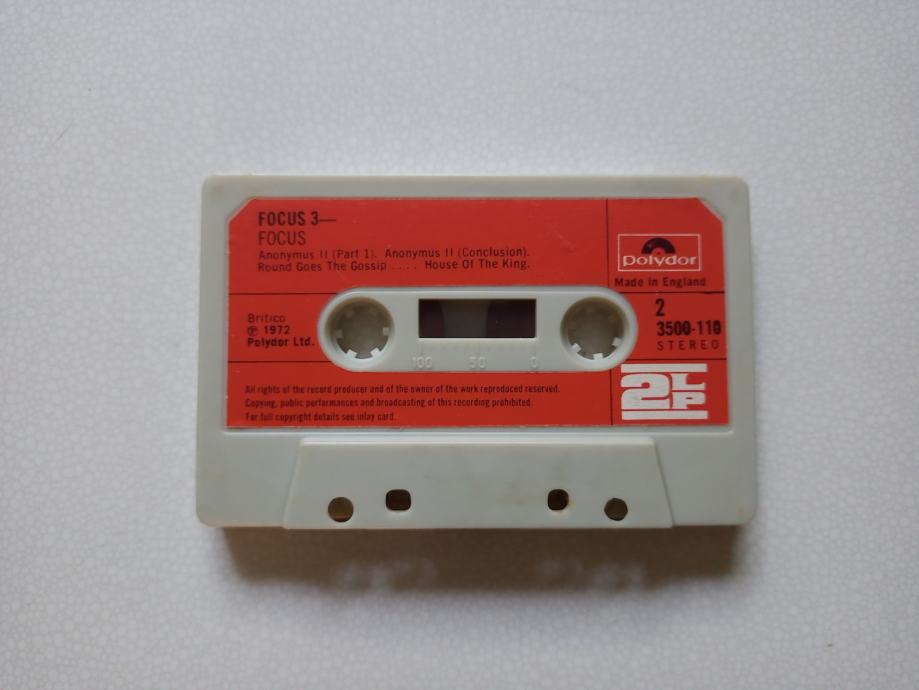 FOCUS 3—
FOCUS
Anonymus II (Part 1). Anonymus II (Conclusion).
Round Goes The Gossip .... House Of The King.
polydor
Made in England
Britico
℗ 1972
Polydor Ltd.
2
3500-110
STEREO
100 50 0
All rights of the record producer and of the owner of the work reproduced reserved.
Copying, public performances and broadcasting of this recording prohibited.
For full copyright details see inlay card.
2LP